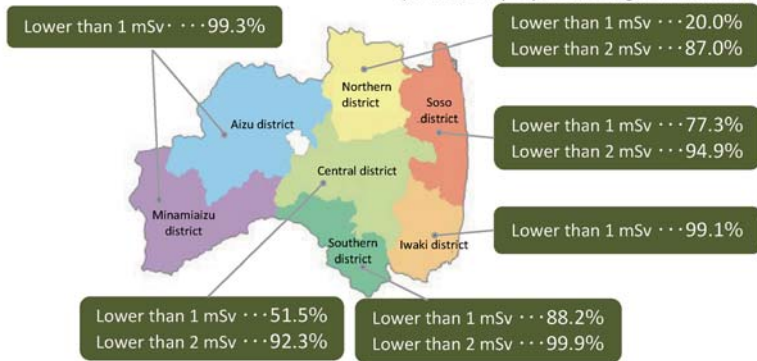 Lower than 1 mSv・・・・99.3%
Lower than 1 mSv ・・・20.0%
Lower than 2 mSv ・・・87.0%
Northern
district
Soso
.district
Aizu district
Lower than 1 mSv ・・・77.3%
Lower than 2 mSv ・・・94.9%
Central district
Minamiaizu
district
Lower than 1 mSv ・・・99.1%
Southern
district
Iwaki district
Lower than 1 mSv ・・・51.5%
Lower than 2 mSv ・・・92.3%
Lower than 1 mSv ・・・88.2%
Lower than 2 mSv ・・・99.9%